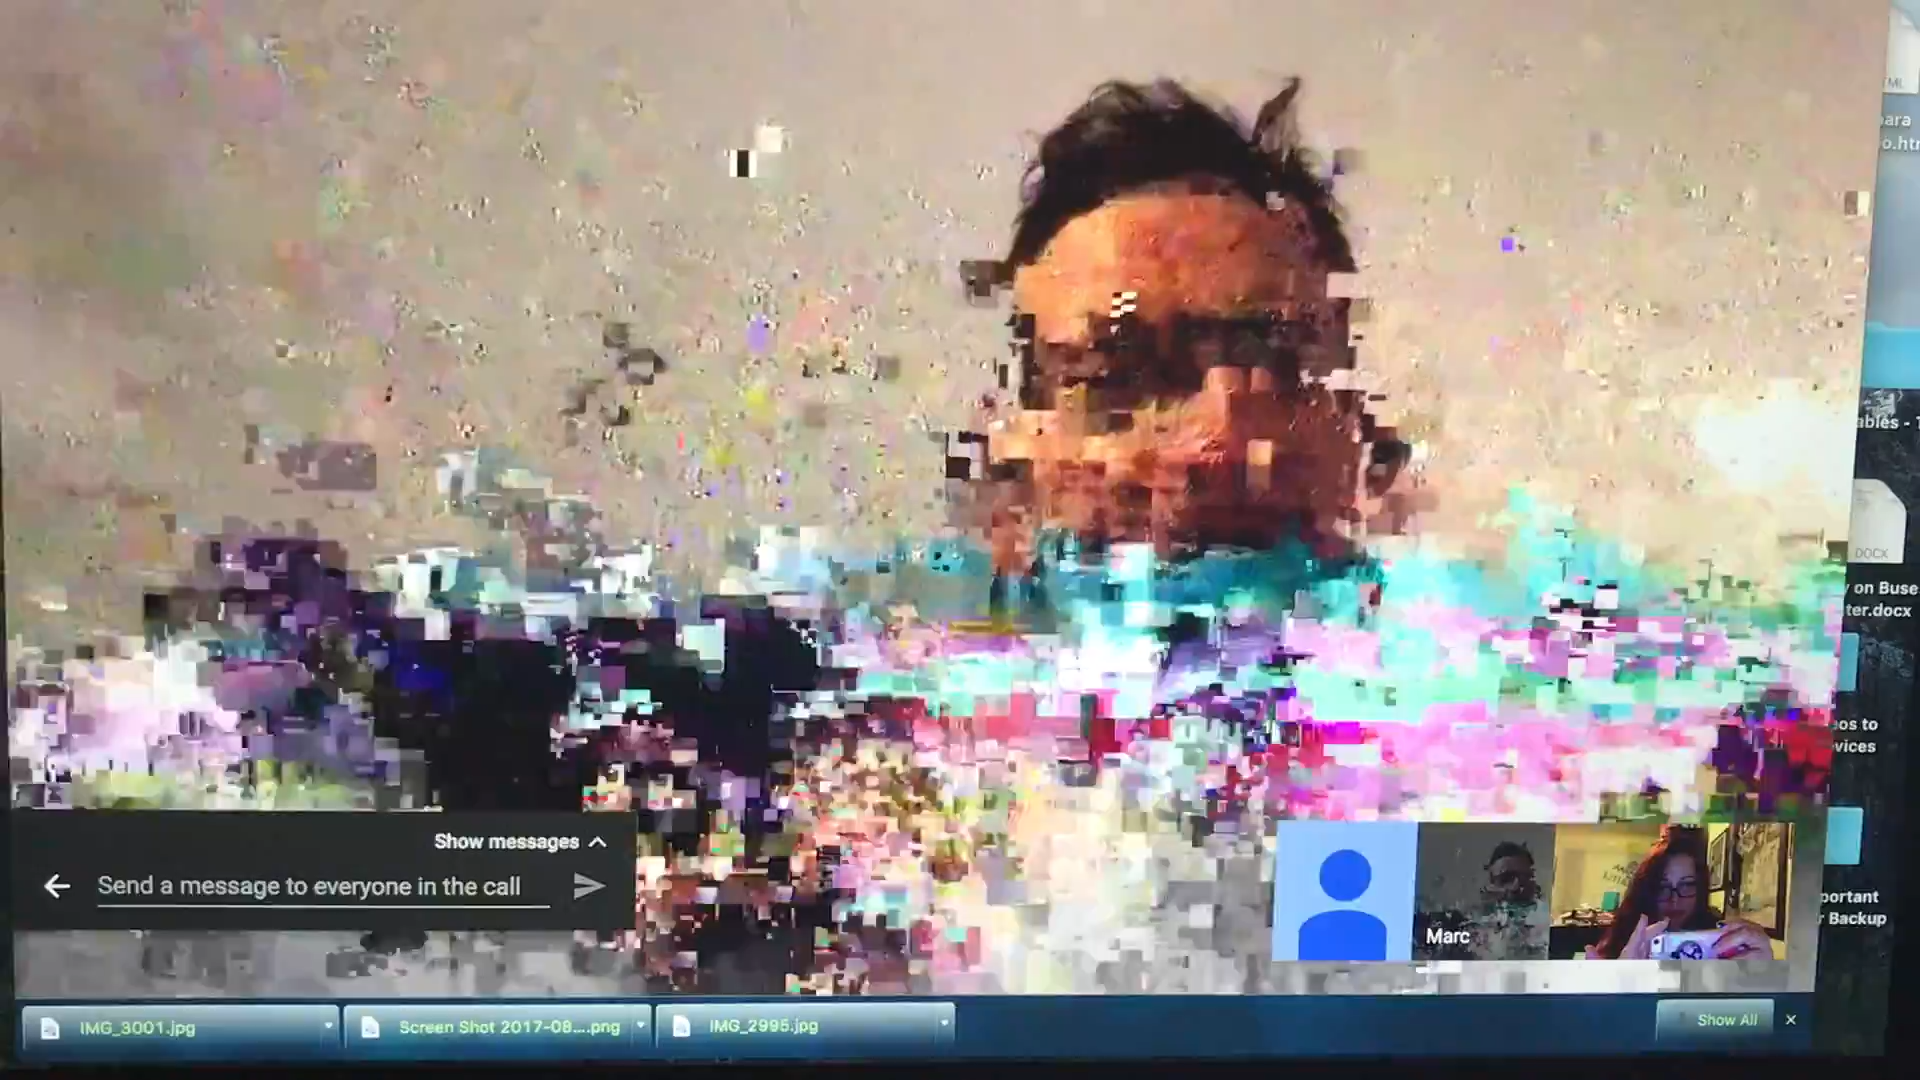 Show messages
Send a message to everyone in the call
Marc
IMG_3001.jpg
Screen Shot 2017-08....png
IMG_2995.jpg
Show All
DOCX
y on Buse
ter.docx
vices
Backup